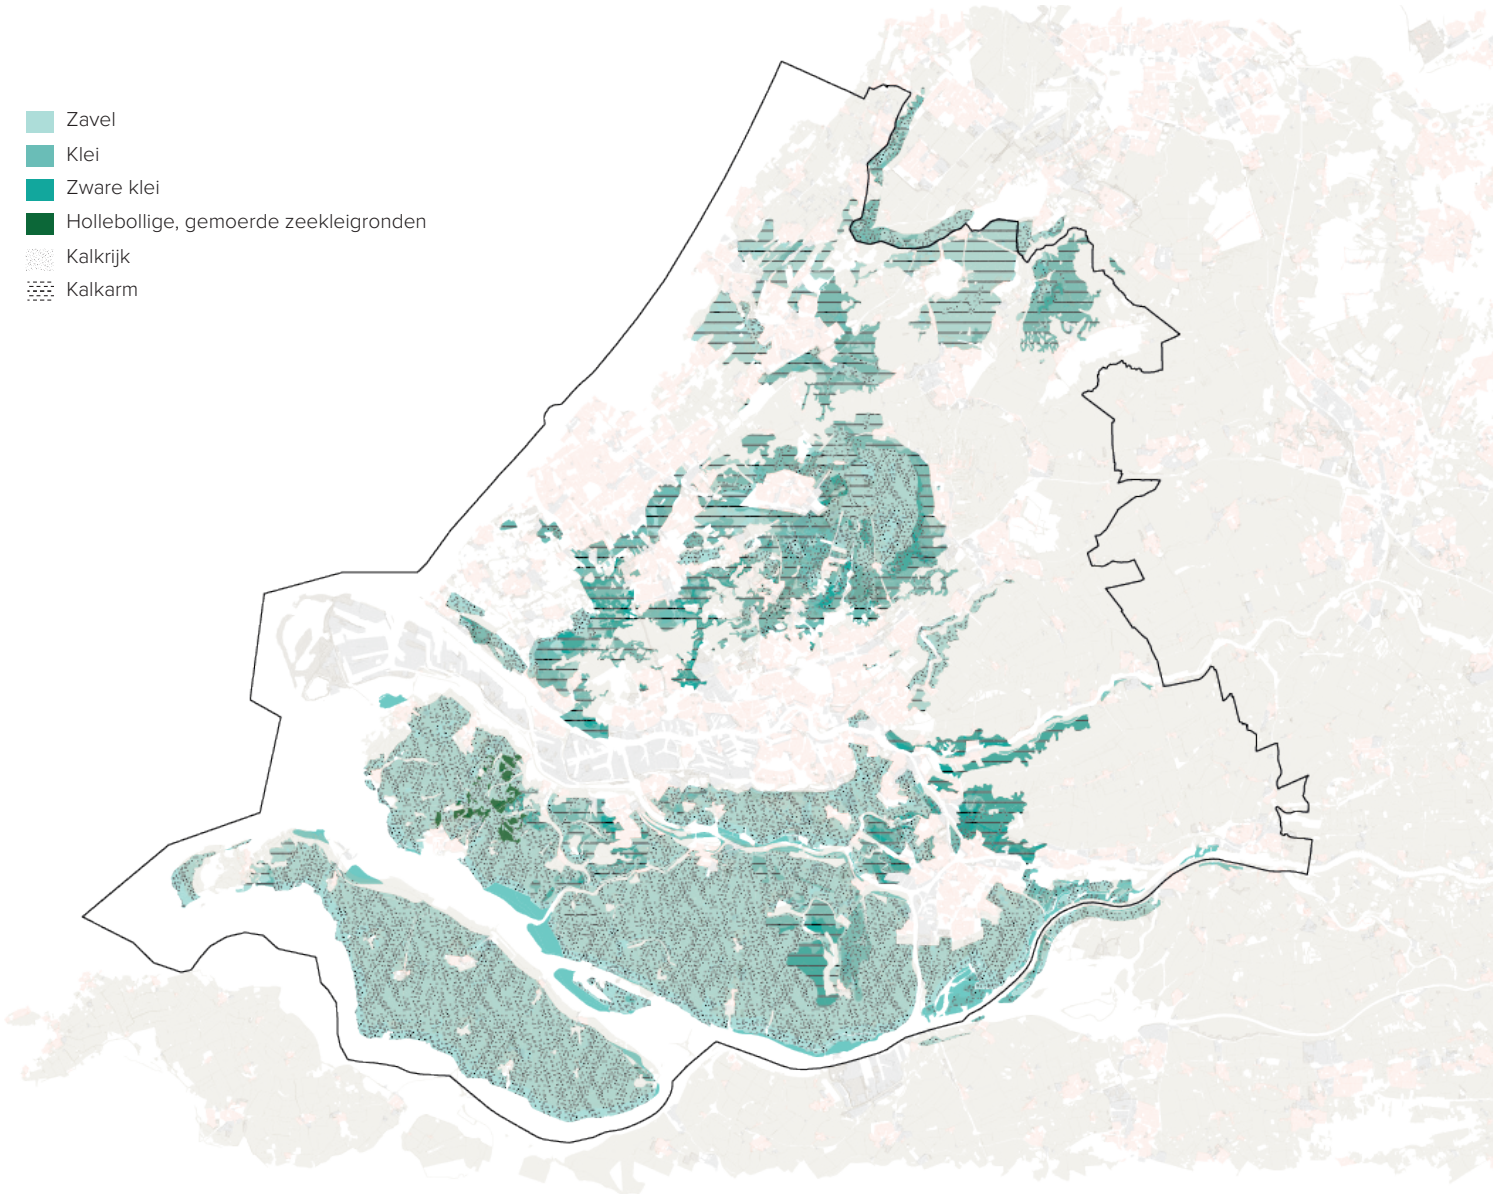 Zavel
Klei
Zware klei
Hollebollige, gemoerde zeekleigronden
Kalkrijk
Kalkarm